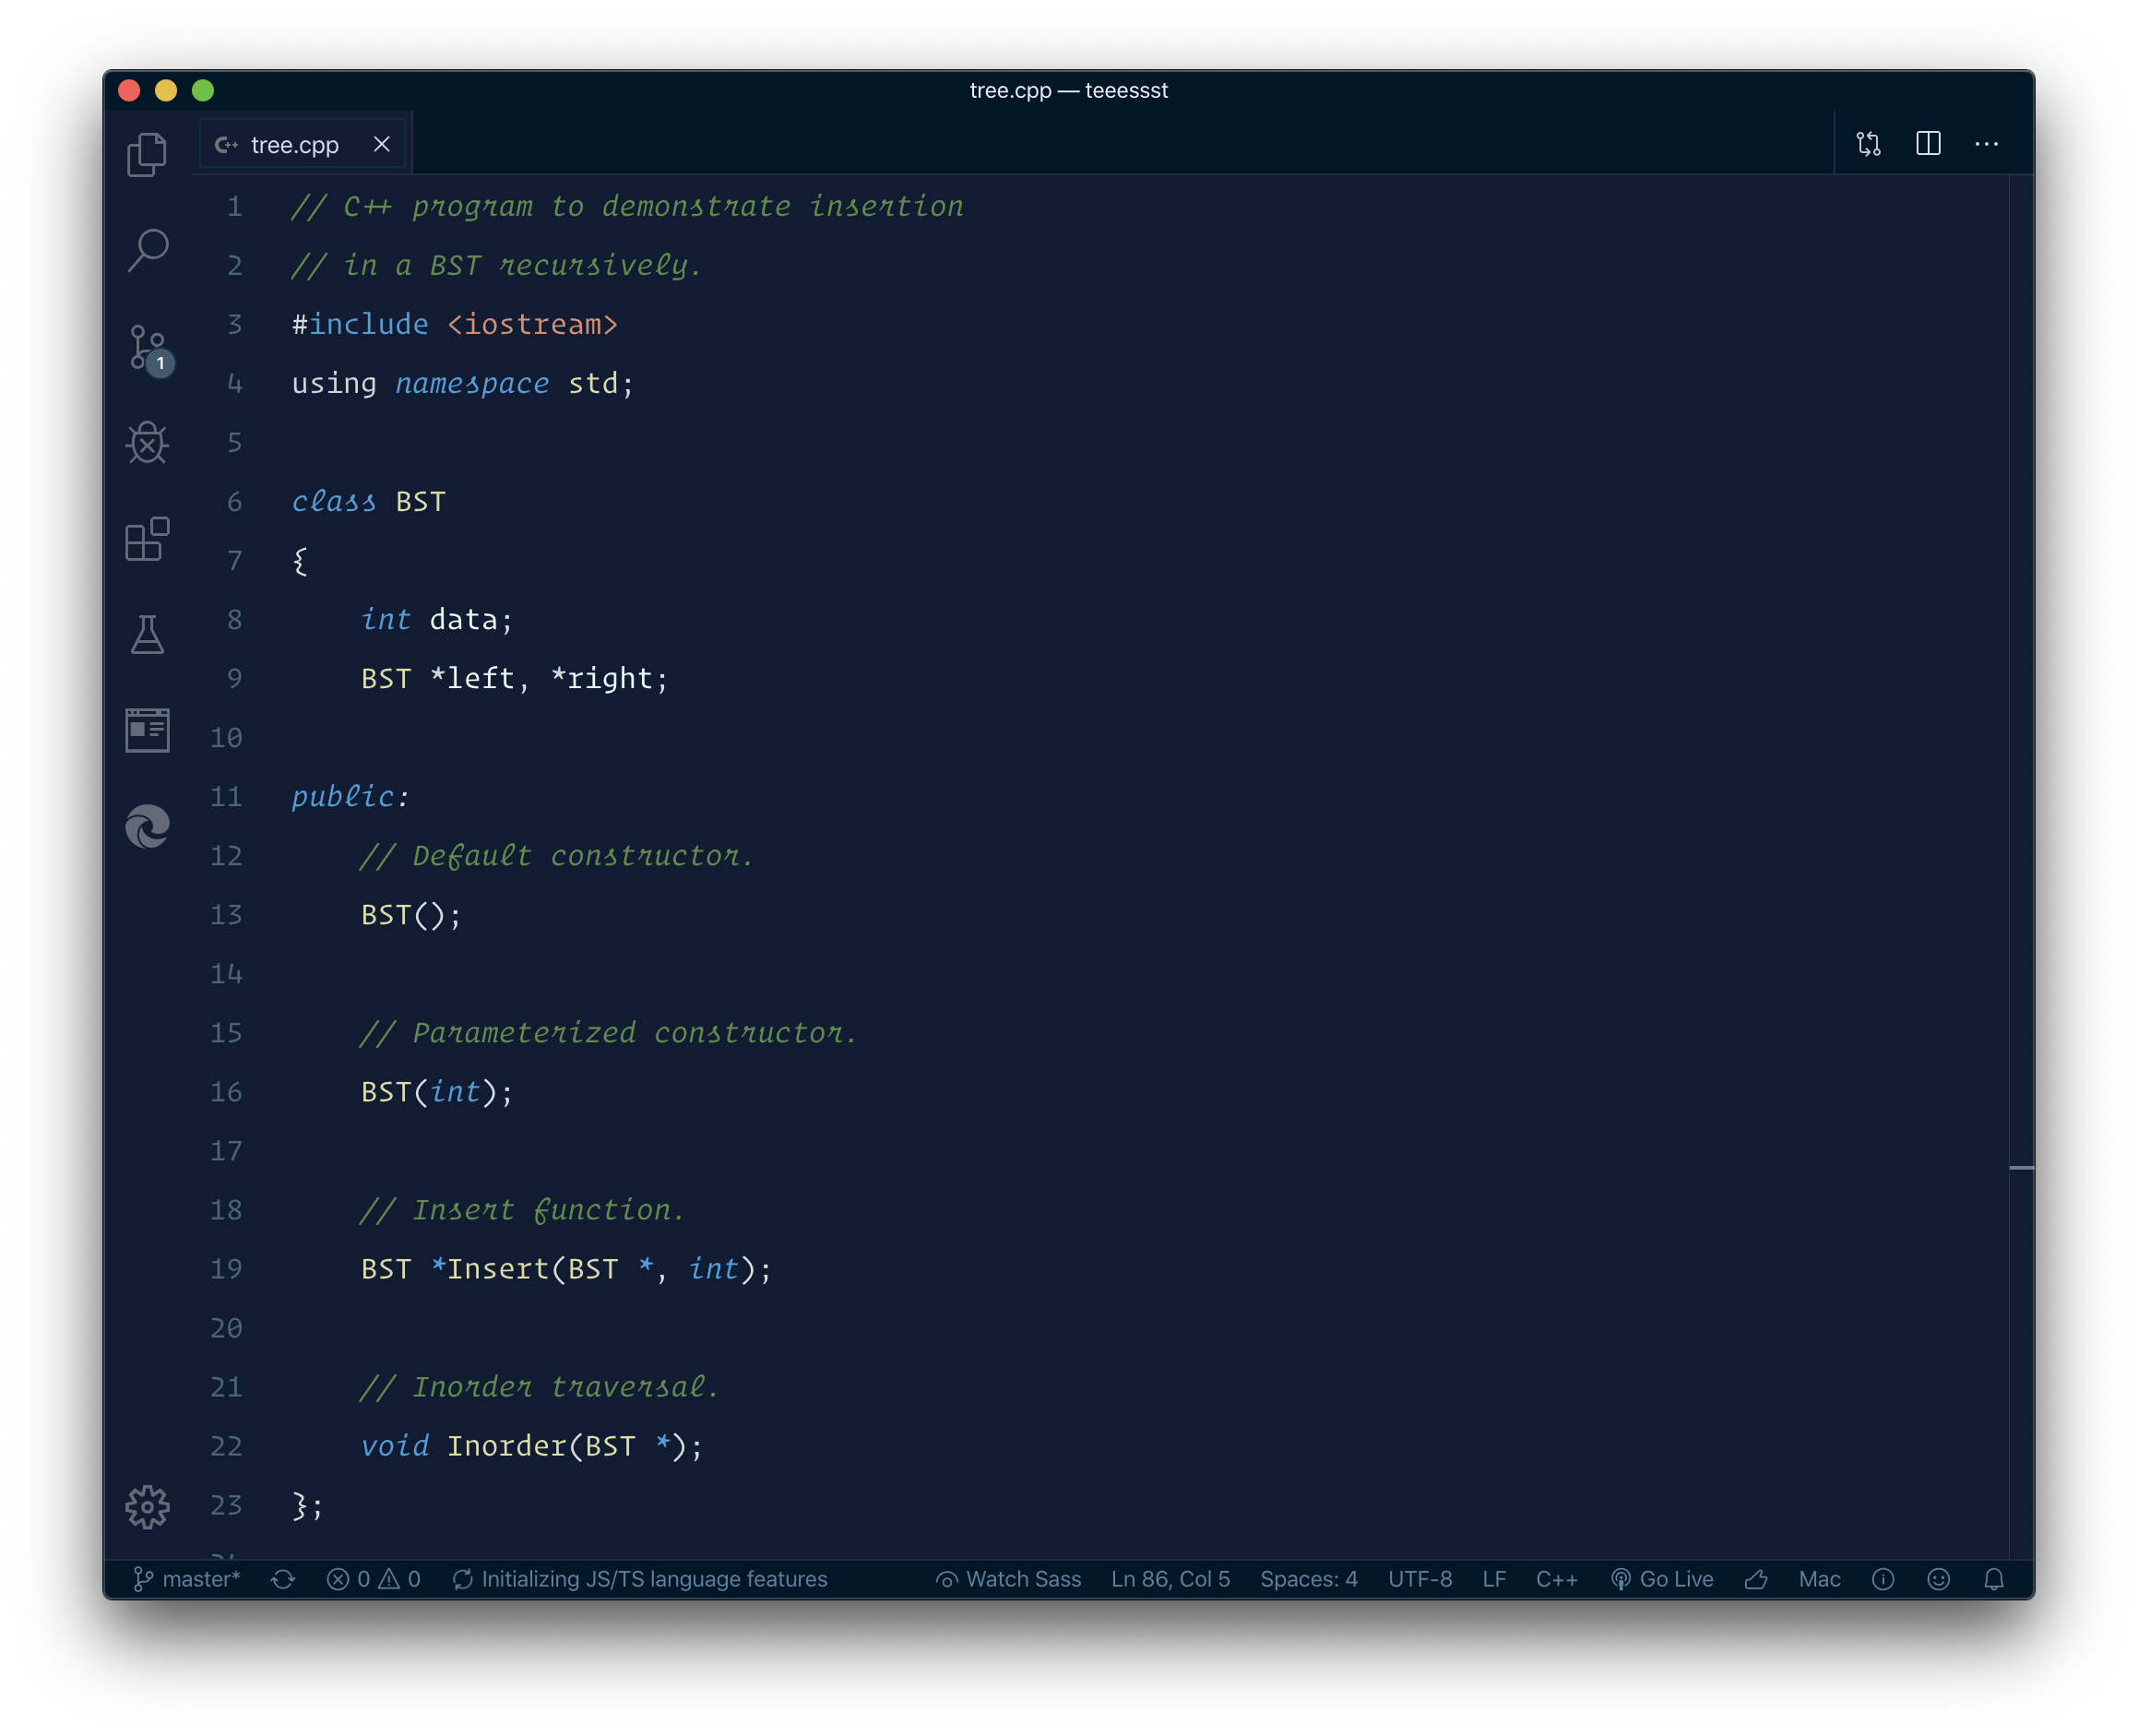 tree.cpp — teeessst
tree.cpp
1 // C++ program to demonstrate insertion
2 // in a BST recursively.
3 #include <iostream>
4 using namespace std;
5
6 class BST
7 {
8 int data;
9 BST *left, *right;
10
11 public:
12 // Default constructor.
13 BST();
14
15 // Parameterized constructor.
16 BST(int);
17
18 // Insert function.
19 BST *Insert(BST *, int);
20
21 // Inorder traversal.
22 void Inorder(BST *);
23 };
1
master* 0 0 Initializing JS/TS language features Watch Sass Ln 86, Col 5 Spaces: 4 UTF-8 LF C++ Go Live Mac